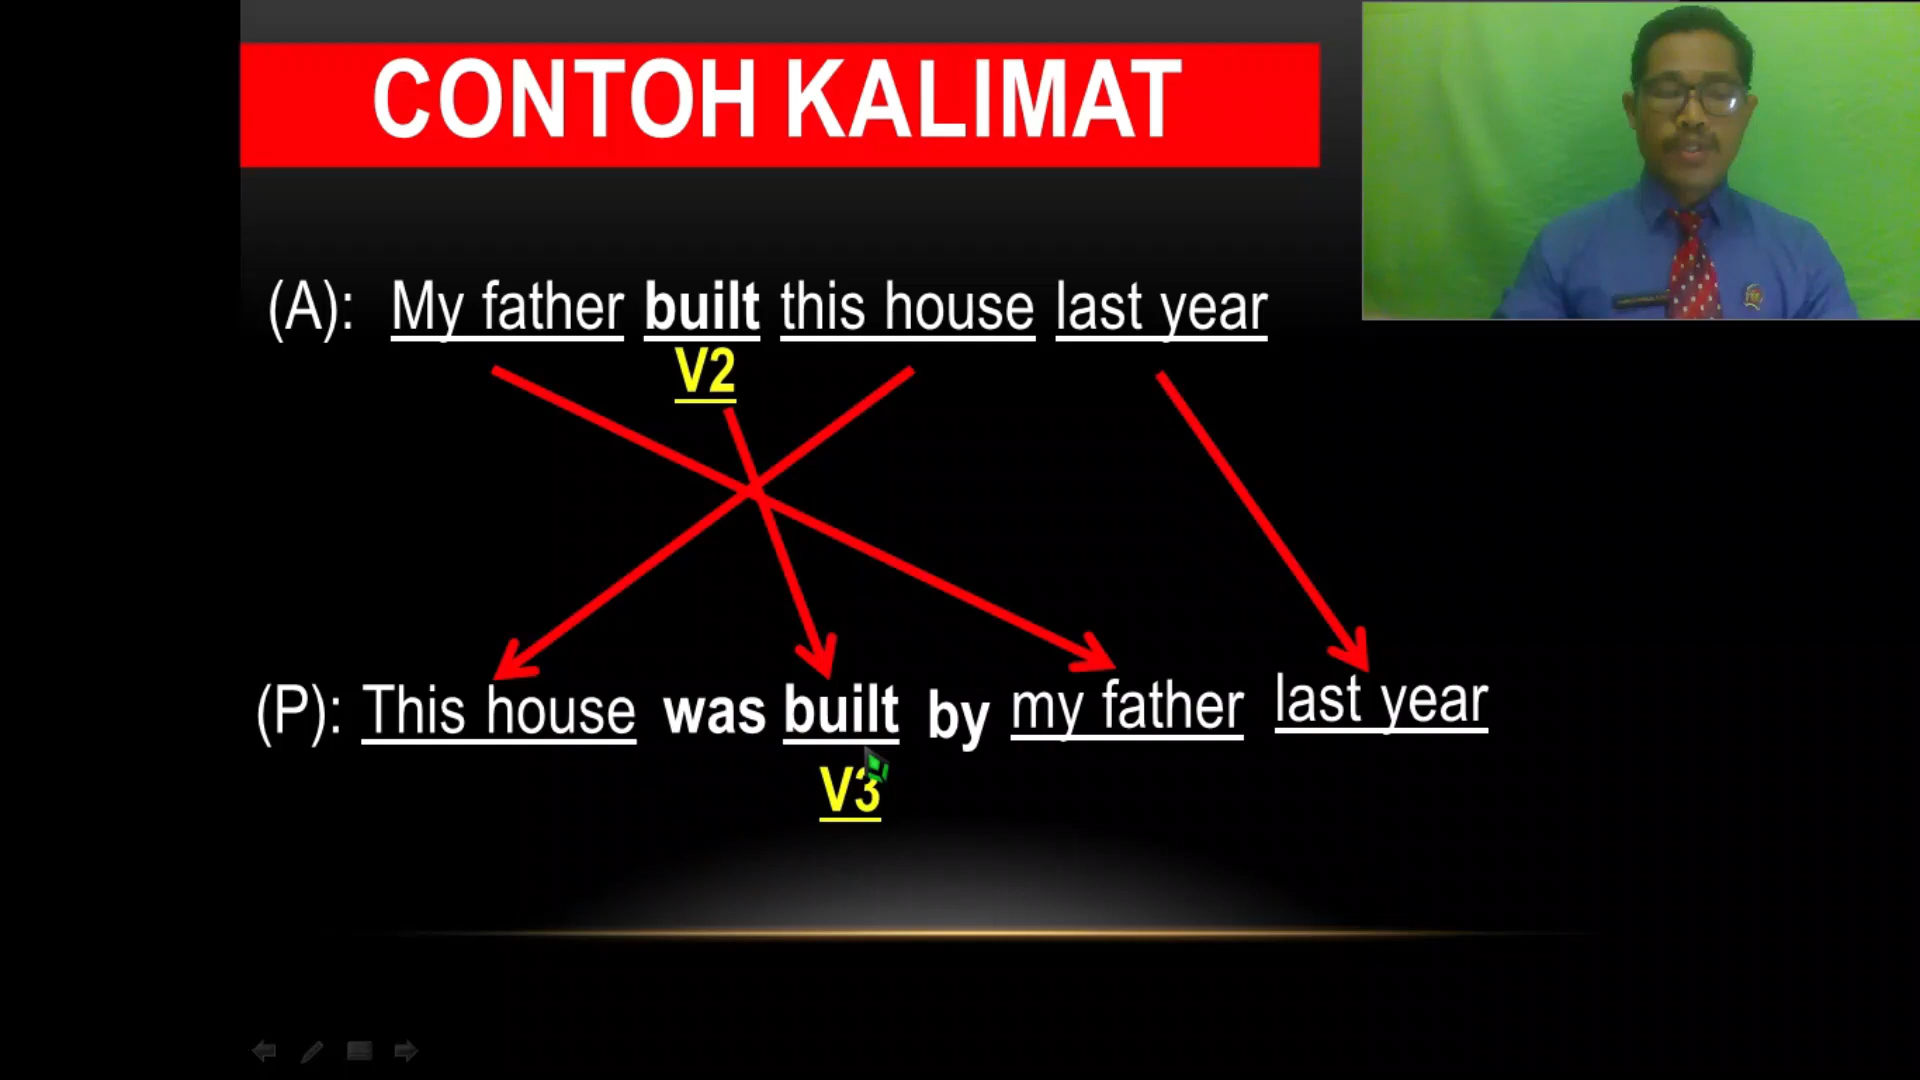 CONTOH KALIMAT
(A): My father built this house last year
V2
(P): This house was built by my father last year
V3